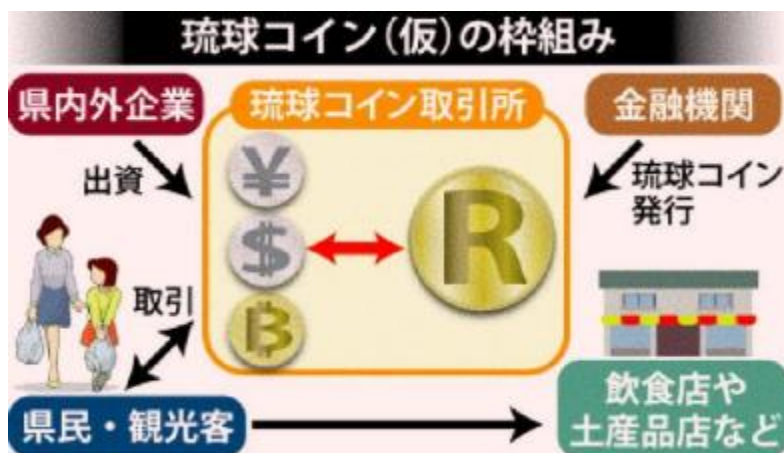 琉球コイン(仮)の枠組み
県内外企業
琉球コイン取引所
金融機関
出資
琉球コイン
発行
¥
$
R
取引
B
県民・観光客
飲食店や
土産品店など